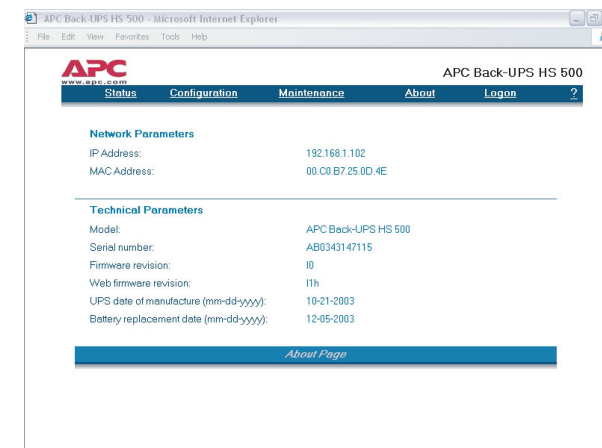 APC Back-UPS HS 500 - Microsoft Internet Explorer
File Edit View Favorites Tools Help
APC
www.apc.com
APC Back-UPS HS 500
Status Configuration Maintenance About Logon ?
Network Parameters
IP Address: 192.168.1.102
MAC Address: 00.C0.B7.25.0D.4E
Technical Parameters
Model: APC Back-UPS HS 500
Serial number: AB0343147115
Firmware revision: I0
Web firmware revision: I1h
UPS date of manufacture (mm-dd-yyyy): 10-21-2003
Battery replacement date (mm-dd-yyyy): 12-05-2003
About Page